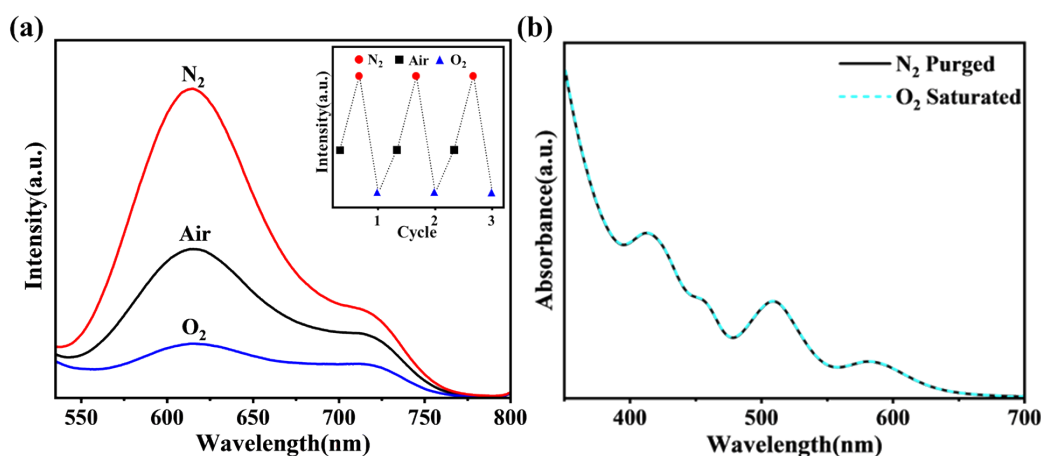 (a)
N2
Air
O2
Intensity(a.u.)
550 600 650 700 750 800
Wavelength(nm)
N2 Air O2
Intensity(a.u.)
1 2 3
Cycle
(b)
N2 Purged
O2 Saturated
Absorbance(a.u.)
400 500 600 700
Wavelength(nm)